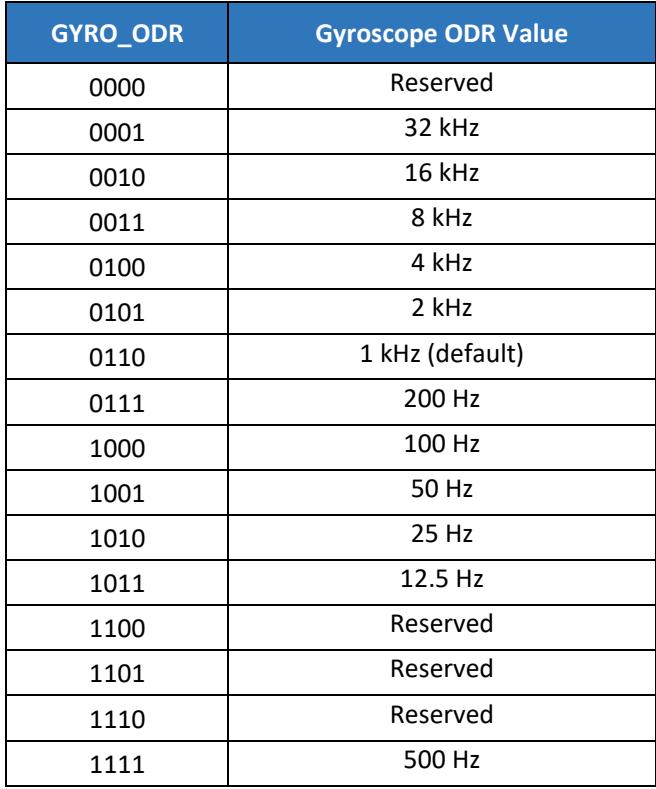 GYRO_ODR Gyroscope ODR Value
0000 Reserved
0001 32 kHz
0010 16 kHz
0011 8 kHz
0100 4 kHz
0101 2 kHz
0110 1 kHz (default)
0111 200 Hz
1000 100 Hz
1001 50 Hz
1010 25 Hz
1011 12.5 Hz
1100 Reserved
1101 Reserved
1110 Reserved
1111 500 Hz